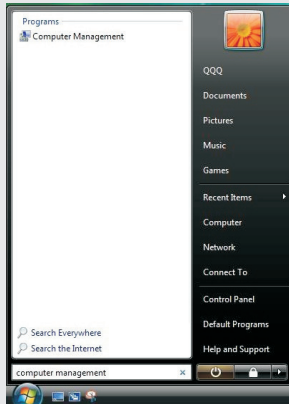 Programs
Computer Management
Search Everywhere
Search the Internet
computer management
QQQ
Documents
Pictures
Music
Games
Recent Items
Computer
Network
Connect To
Control Panel
Default Programs
Help and Support